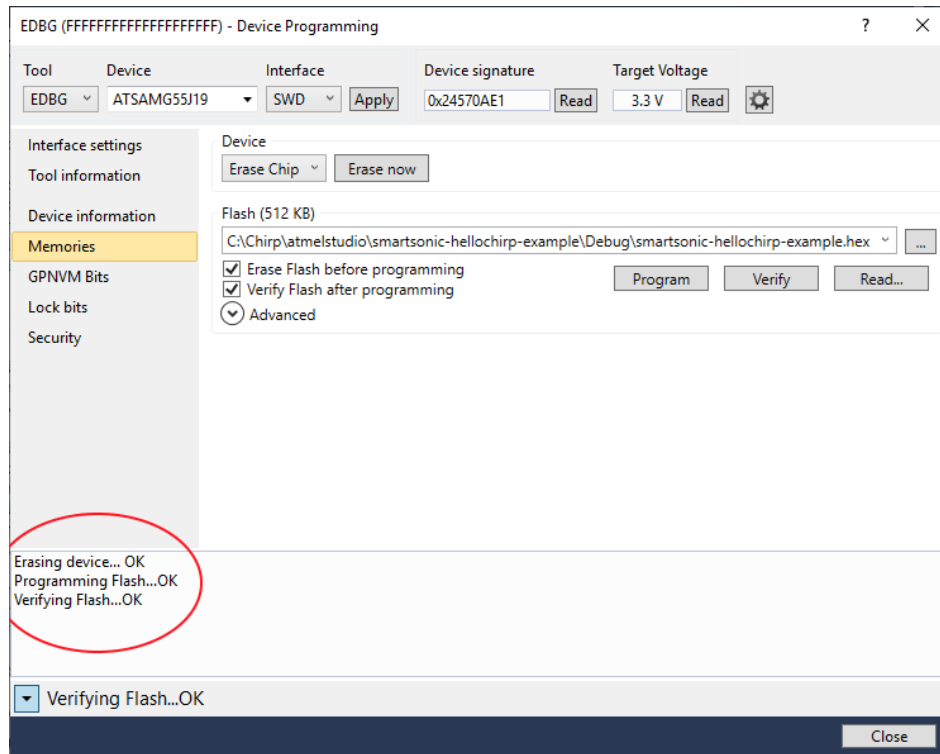 EDBG (FFFFFFFFFFFFFFFFFFFF) - Device Programming
Tool Device Interface Device signature Target Voltage
EDBG ATSAMG55J19 SWD Apply 0x24570AE1 Read 3.3 V Read
Interface settings
Tool information
Device information
Memories
GPNVM Bits
Lock bits
Security
Device
Erase Chip Erase now
Flash (512 KB)
C:\Chirp\atmelstudio\smartsonic-hellochirp-example\Debug\smartsonic-hellochirp-example.hex ...
Erase Flash before programming
Verify Flash after programming
Program Verify Read...
Advanced
Erasing device... OK
Programming Flash...OK
Verifying Flash...OK
Verifying Flash...OK
Close